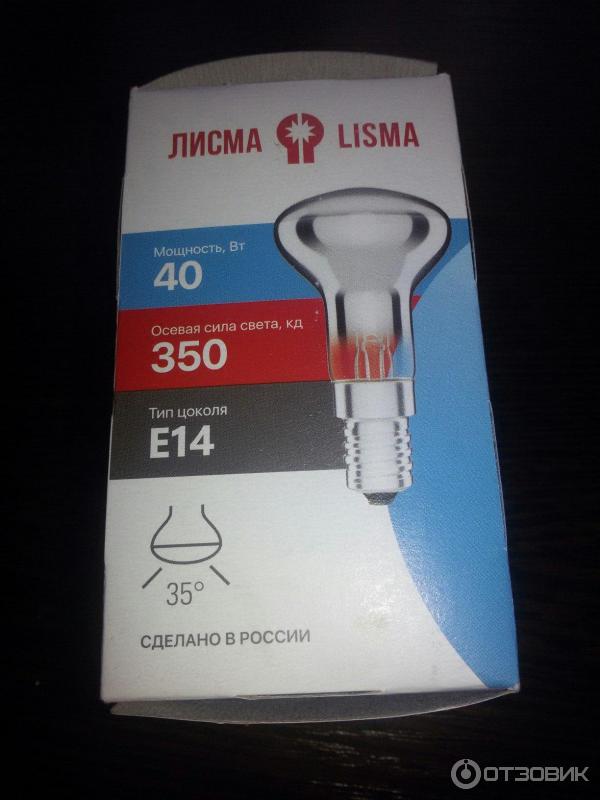 ЛИСМА LISMA
Мощность, Вт
40
Осевая сила света, кд
350
Тип цоколя
E14
35°
СДЕЛАНО В РОССИИ
ОТЗОВИК